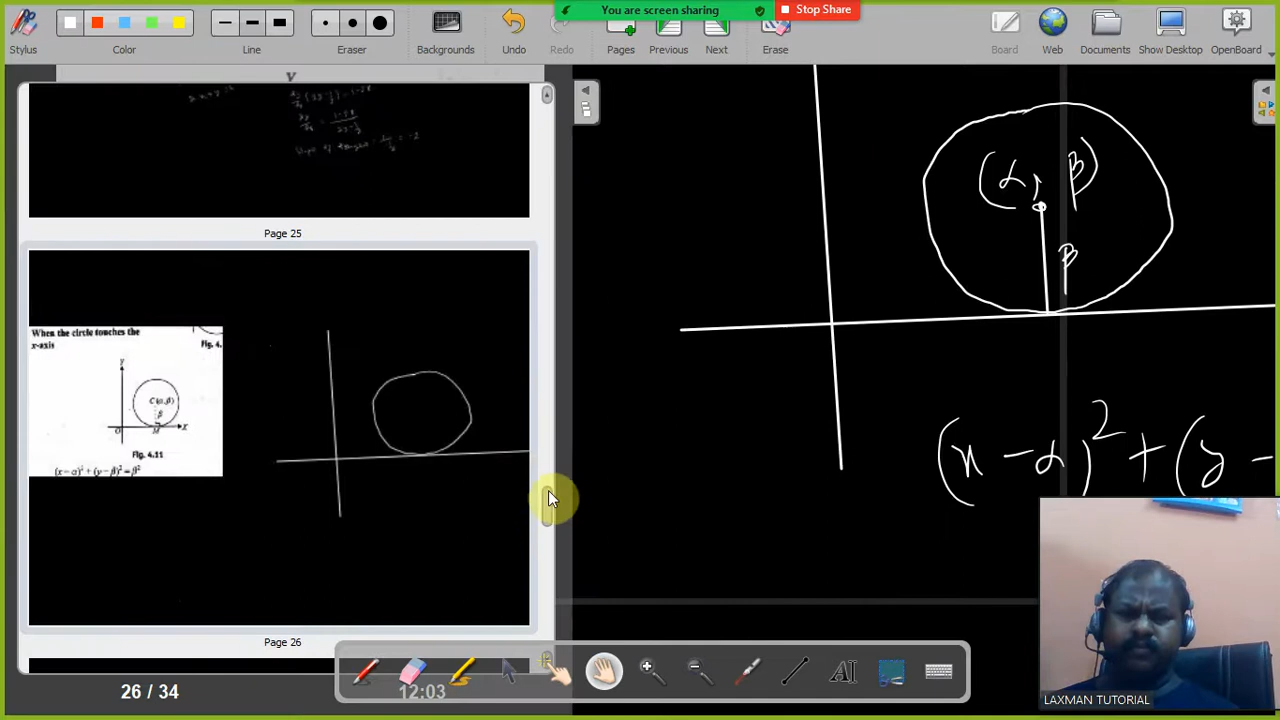 You are screen sharing
Stop Share
Stylus
Color
Line
Eraser
Backgrounds
Undo
Redo
Pages
Previous
Next
Erase
Board
Web
Documents
Show Desktop
OpenBoard
Page 25
When the circle touches the
x-axis
Fig. 4.
y
C(α,β)
β
O
M
X
Fig. 4.11
(x−α)² + (y−β)² = β²
Page 26
26 / 34
12:03
(α, β)
β
(x − α)² + (y −
LAXMAN TUTORIAL